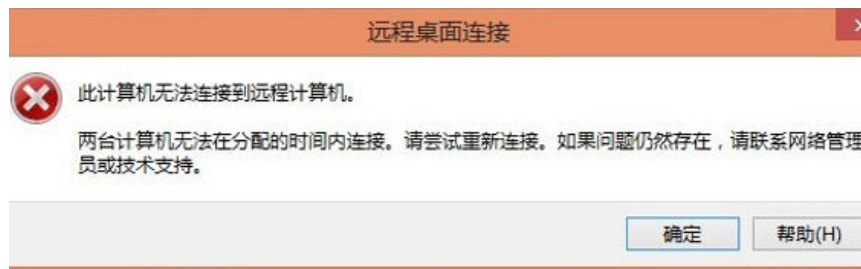 远程桌面连接
此计算机无法连接到远程计算机。
两台计算机无法在分配的时间内连接。请尝试重新连接。如果问题仍然存在，请联系网络管理
员或技术支持。
确定
帮助(H)